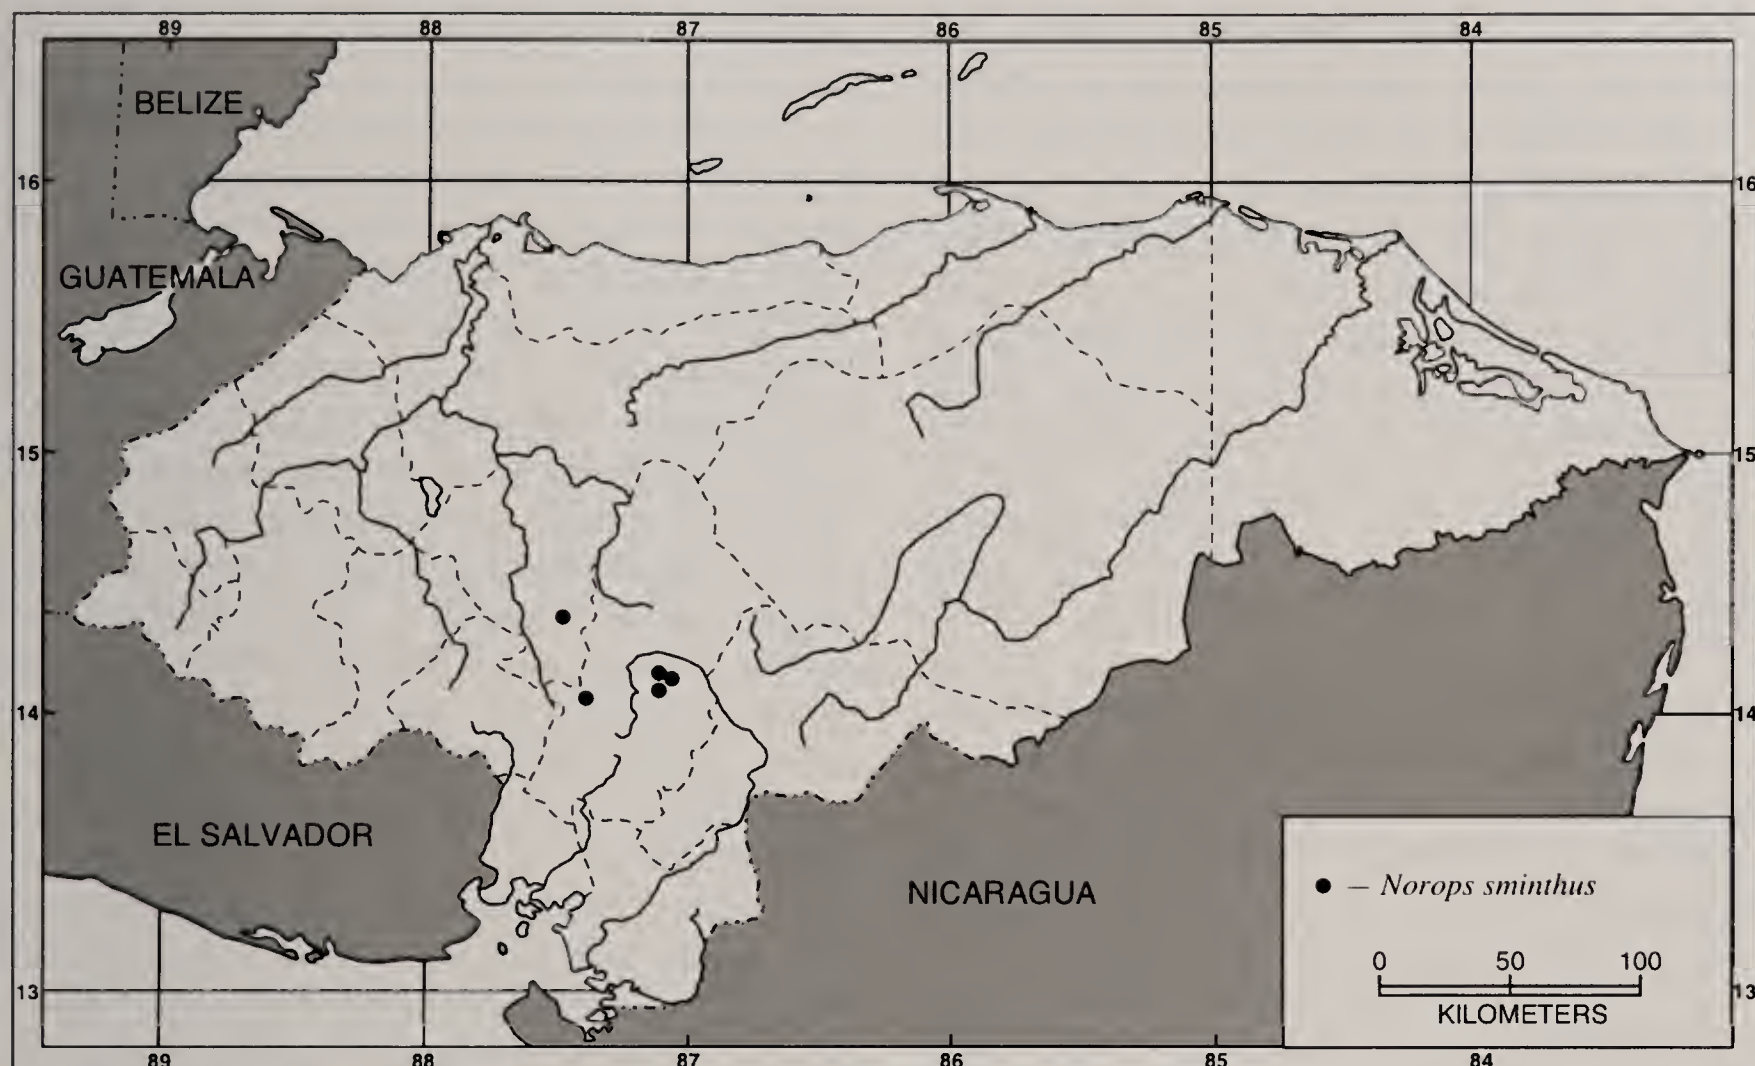 89 88 87 86 85 84
BELIZE
16 16
GUATEMALA
15 15
14 14
EL SALVADOR
NICARAGUA
● — Norops sminthus
0 50 100
KILOMETERS
13 13
89 88 87 86 85 84